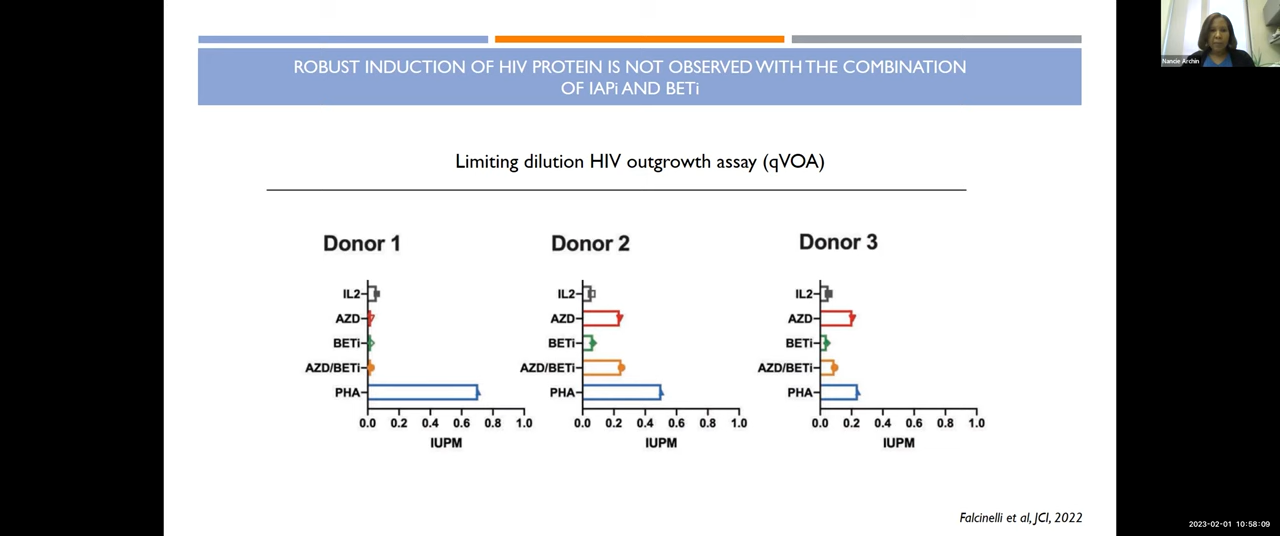 Nancie Archin
ROBUST INDUCTION OF HIV PROTEIN IS NOT OBSERVED WITH THE COMBINATION
OF IAPi AND BETi
Limiting dilution HIV outgrowth assay (qVOA)
Donor 1
IL2
AZD
BETi
AZD/BETi
PHA
0.0 0.2 0.4 0.6 0.8 1.0
IUPM
Donor 2
IL2
AZD
BETi
AZD/BETi
PHA
0.0 0.2 0.4 0.6 0.8 1.0
IUPM
Donor 3
IL2
AZD
BETi
AZD/BETi
PHA
0.0 0.2 0.4 0.6 0.8 1.0
IUPM
Falcinelli et al, JCI, 2022
2023-02-01 10:58:09